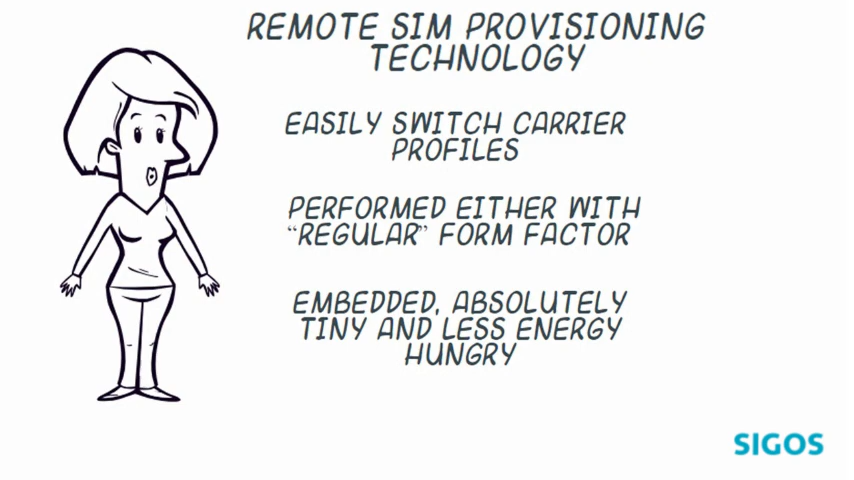 REMOTE SIM PROVISIONING
TECHNOLOGY
EASILY SWITCH CARRIER
PROFILES
PERFORMED EITHER WITH
“REGULAR” FORM FACTOR
EMBEDDED, ABSOLUTELY
TINY AND LESS ENERGY
HUNGRY
SIGOS